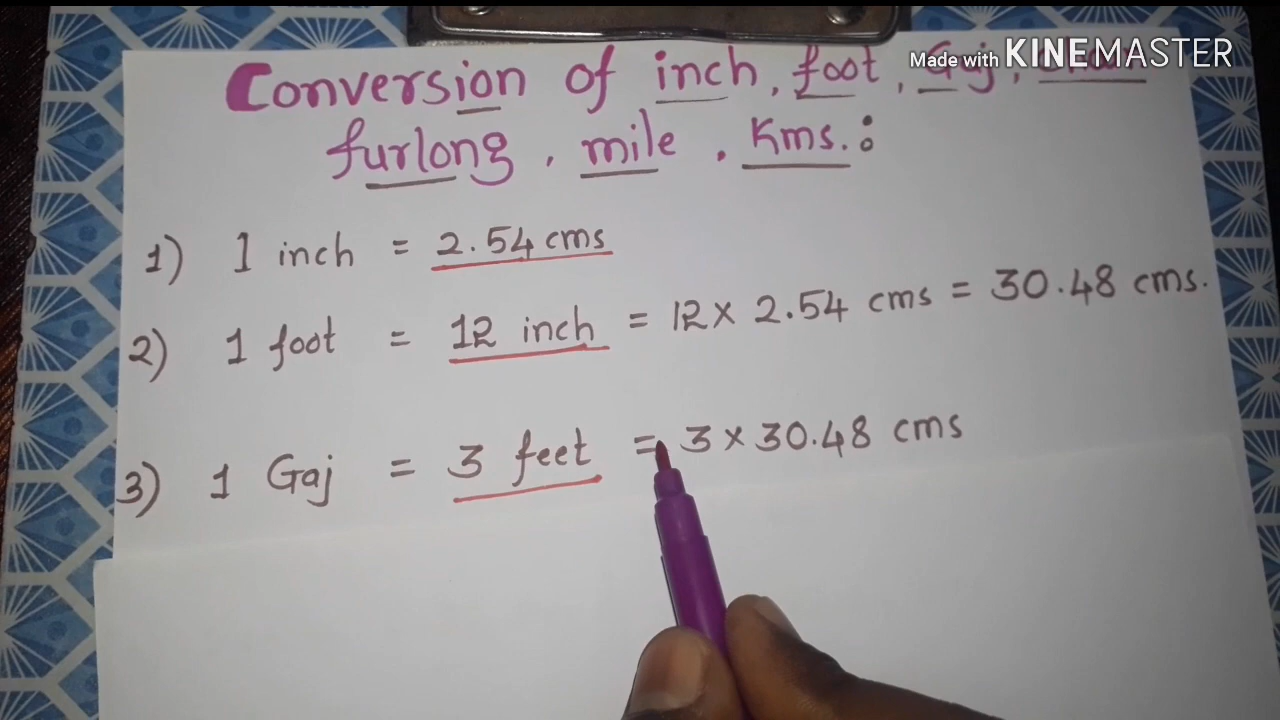 Made with KINEMASTER
Conversion of inch, foot, Gaj,
furlong, mile, Kms.:
1) 1 inch = 2.54 cms
2) 1 foot = 12 inch = 12 x 2.54 cms = 30.48 cms.
3) 1 Gaj = 3 feet = 3 x 30.48 cms